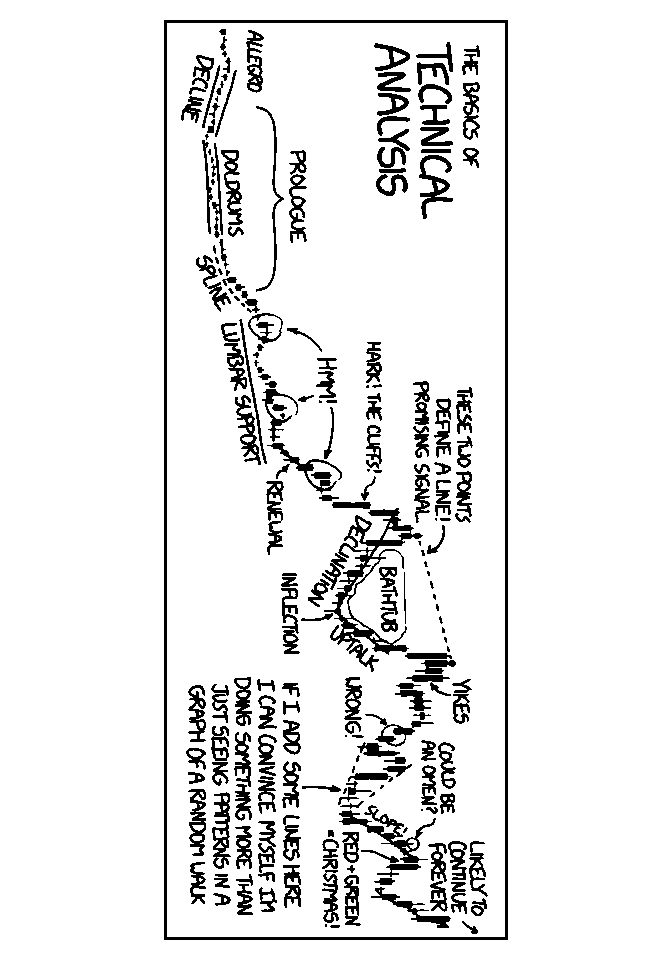 THE BASICS OF
TECHNICAL
ANALYSIS
ALLEGRO
DECLINE
PROLOGUE
DOLDRUMS
SPLINE
LUMBAR SUPPORT
HMM!
RENEWAL
HARK! THE CLIFFS!
THESE TWO POINTS
DEFINE A LINE!
PROMISING SIGNAL
DECLINATION
BATHTUB
INFLECTION
UPTALK
YIKES
WRONG!
IF I ADD SOME LINES HERE
I CAN CONVINCE MYSELF I'M
DOING SOMETHING MORE THAN
JUST SEEING PATTERNS IN A
GRAPH OF A RANDOM WALK
COULD BE
AN OMEN?
SLOPE!
RED+GREEN
=CHRISTMAS!
LIKELY TO
CONTINUE
FOREVER